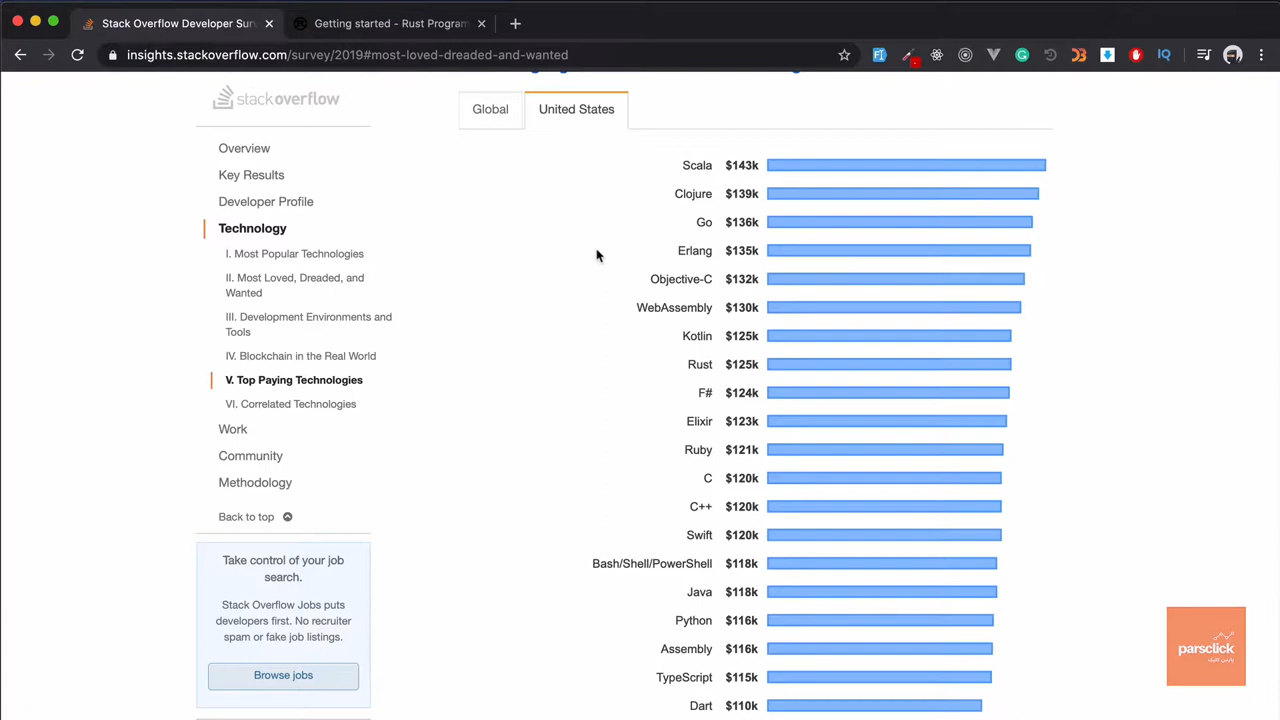 Stack Overflow Developer Sur
Getting started - Rust Program
insights.stackoverflow.com/survey/2019#most-loved-dreaded-and-wanted
stackoverflow
Overview
Key Results
Developer Profile
Technology
I. Most Popular Technologies
II. Most Loved, Dreaded, and
Wanted
III. Development Environments and
Tools
IV. Blockchain in the Real World
V. Top Paying Technologies
VI. Correlated Technologies
Work
Community
Methodology
Back to top
Take control of your job
search.
Stack Overflow Jobs puts
developers first. No recruiter
spam or fake job listings.
Browse jobs
Global
United States
Scala $143k
Clojure $139k
Go $136k
Erlang $135k
Objective-C $132k
WebAssembly $130k
Kotlin $125k
Rust $125k
F# $124k
Elixir $123k
Ruby $121k
C $120k
C++ $120k
Swift $120k
Bash/Shell/PowerShell $118k
Java $118k
Python $116k
Assembly $116k
TypeScript $115k
Dart $110k
parsclick
پارس کلیک